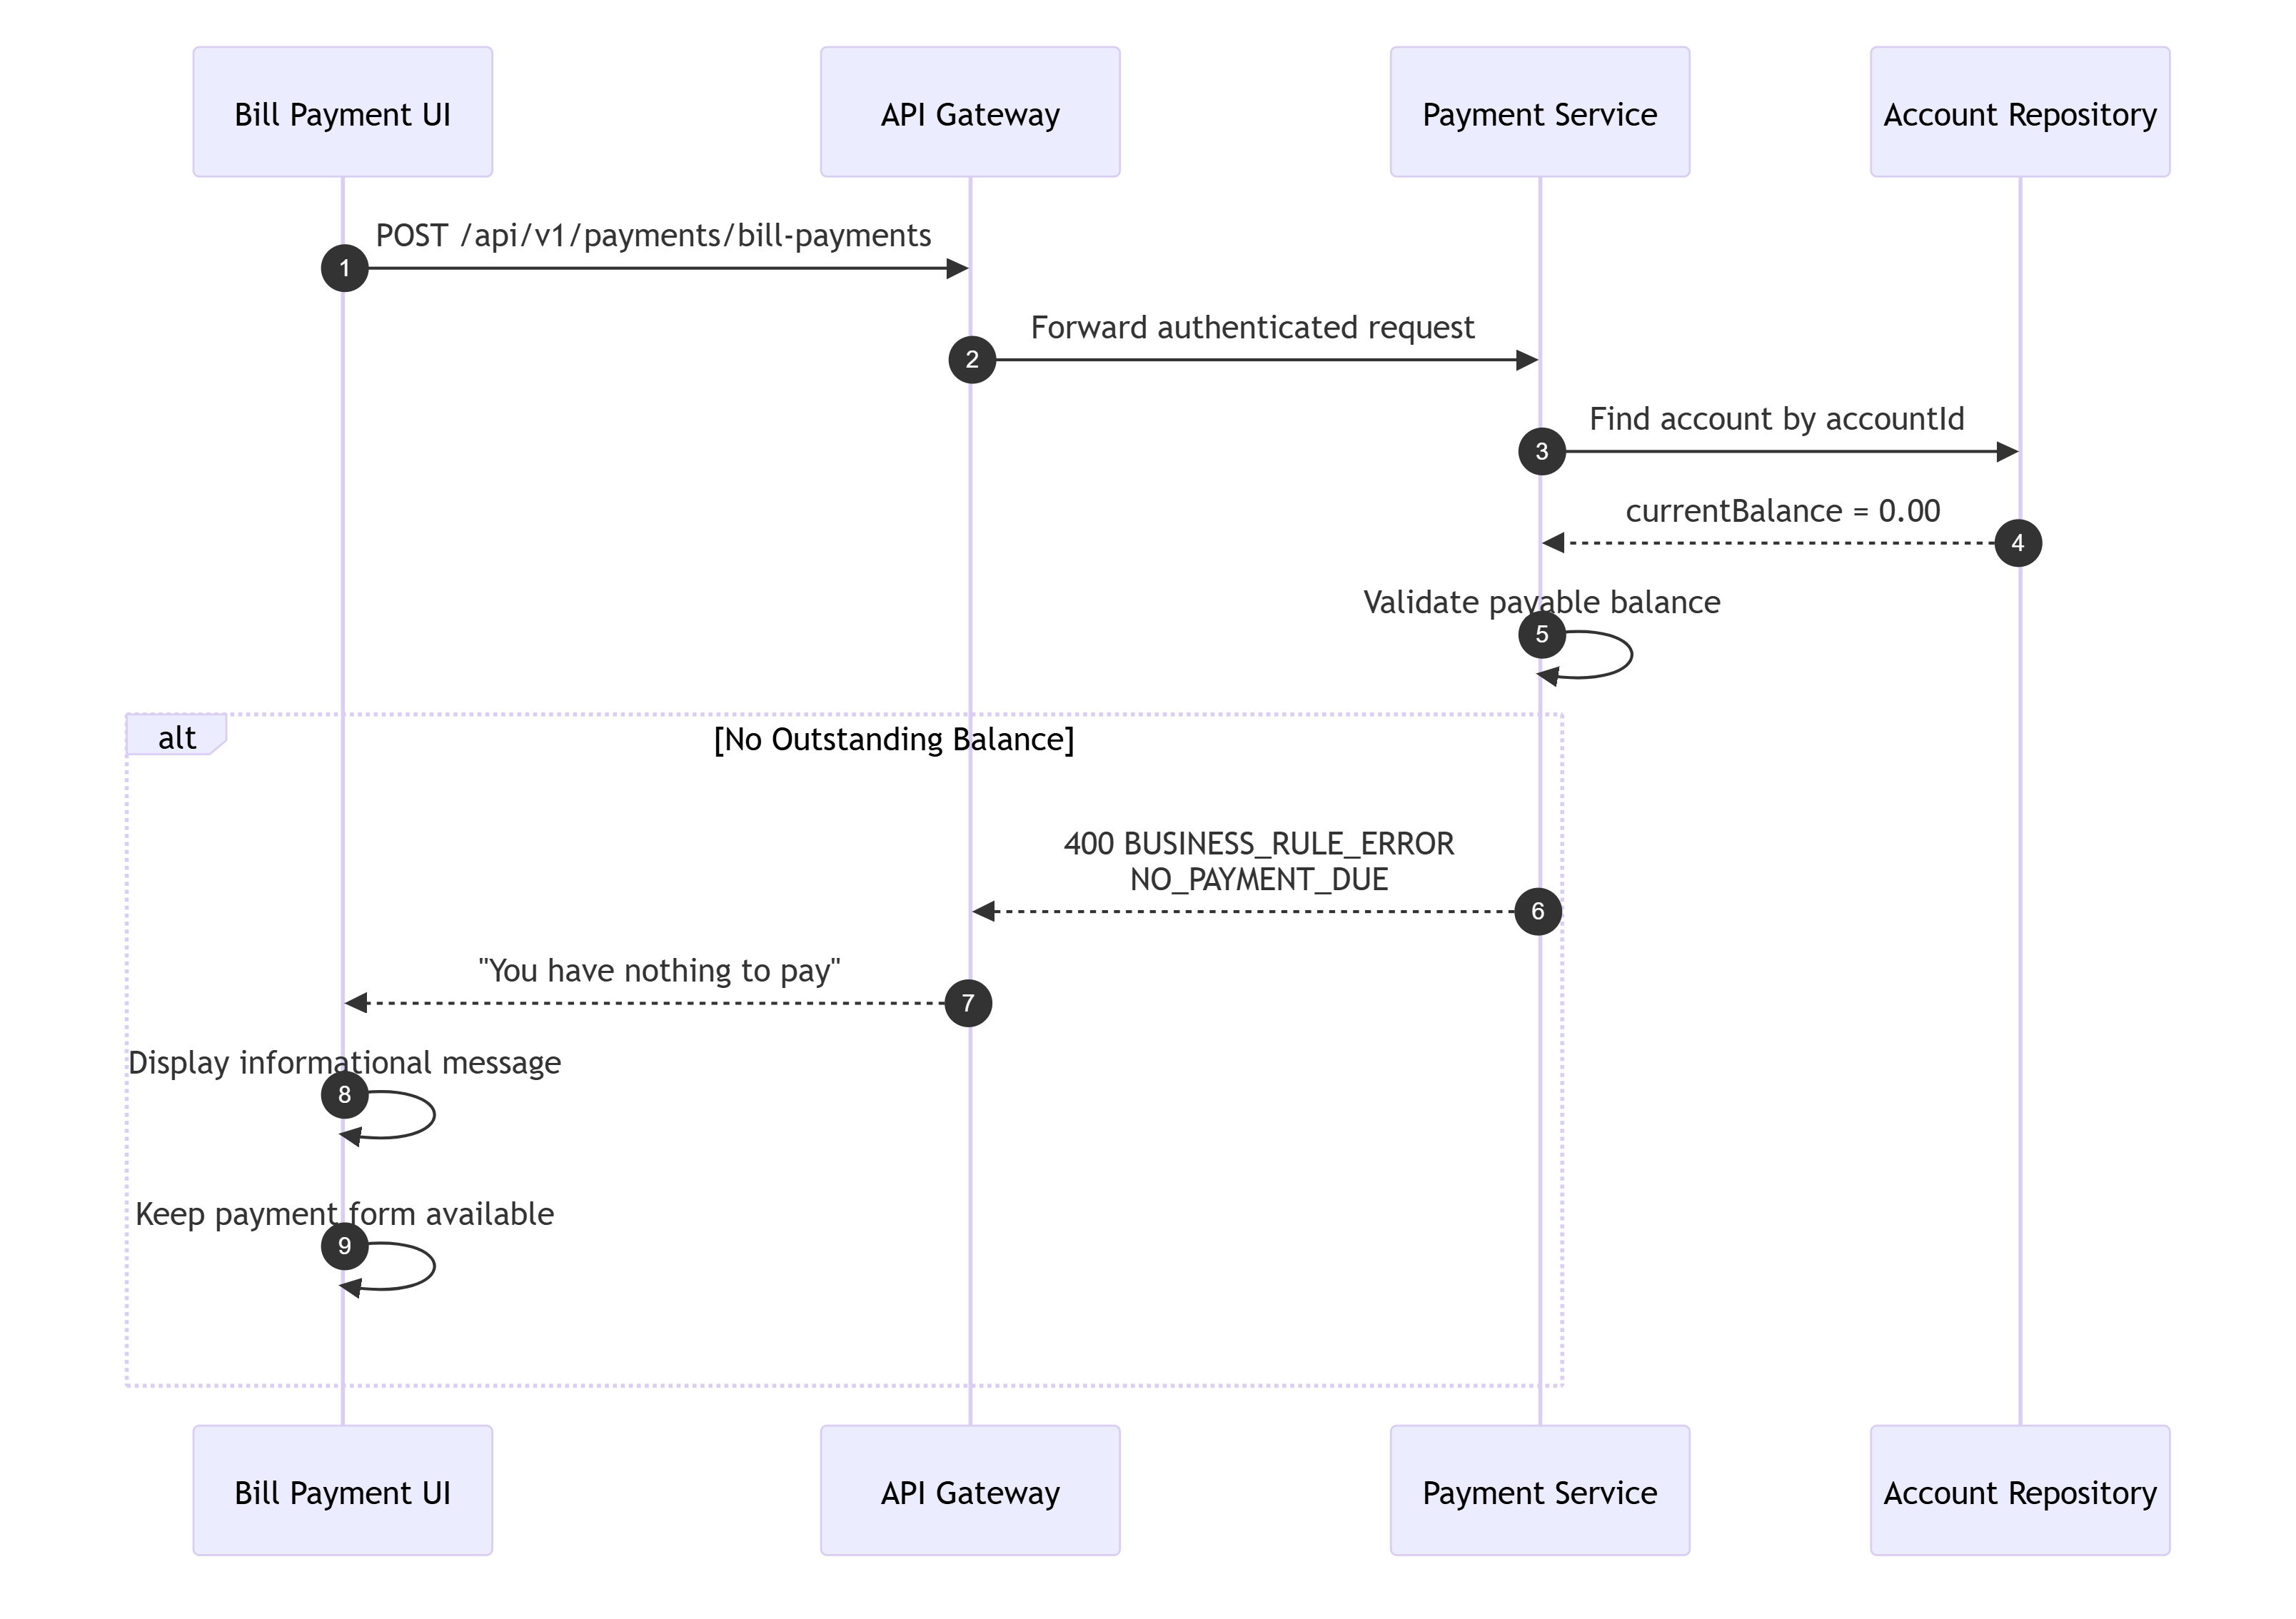 Bill Payment UI
API Gateway
Payment Service
Account Repository
POST /api/v1/payments/bill-payments
1
Forward authenticated request
2
Find account by accountId
3
currentBalance = 0.00
4
Validate payable balance
5
alt
[No Outstanding Balance]
400 BUSINESS_RULE_ERROR
NO_PAYMENT_DUE
6
"You have nothing to pay"
7
Display informational message
8
Keep payment form available
9
Bill Payment UI
API Gateway
Payment Service
Account Repository